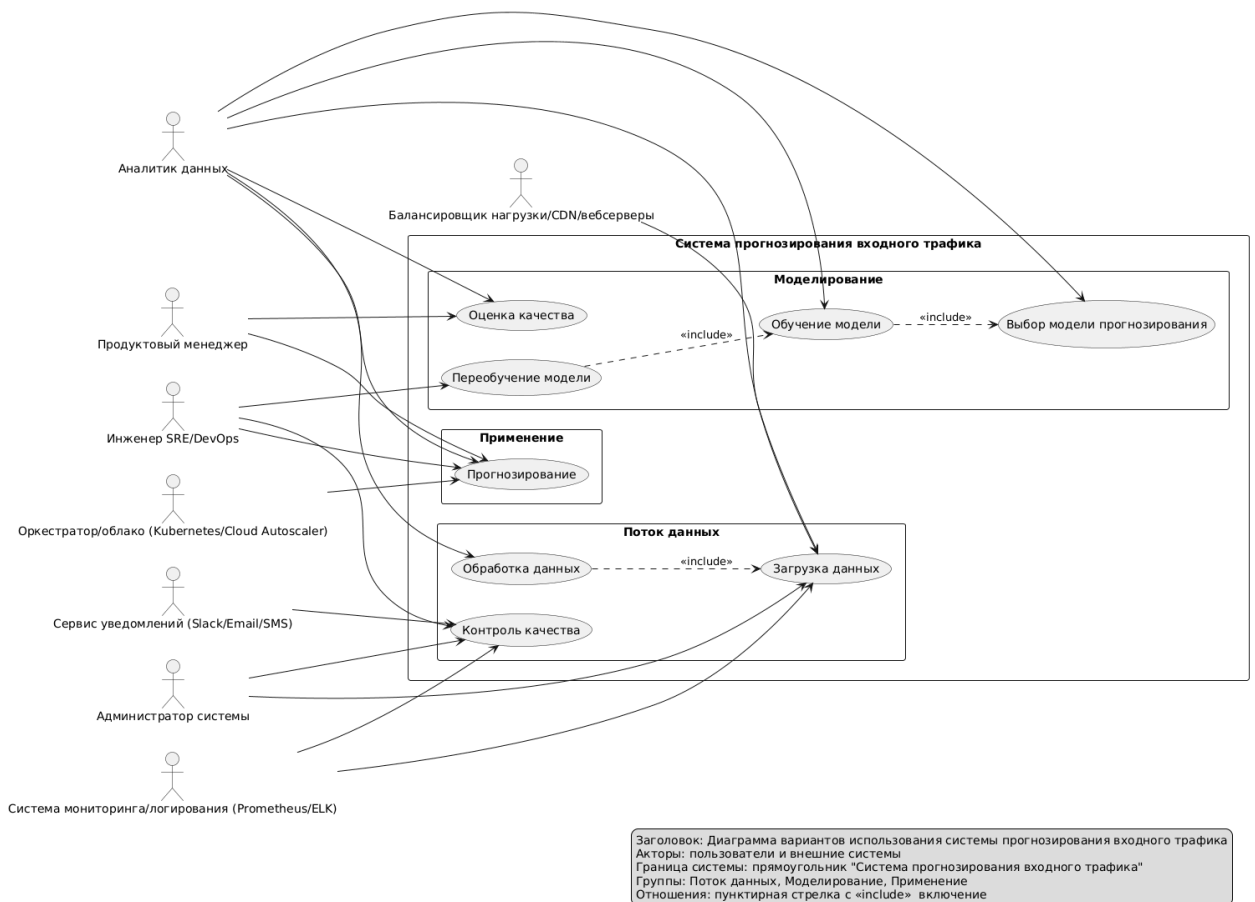 Аналитик данных
Балансировщик нагрузки/CDN/вебсерверы
Система прогнозирования входного трафика
Моделирование
Оценка качества
Обучение модели
«include»
Выбор модели прогнозирования
«include»
Продуктовый менеджер
Переобучение модели
Инженер SRE/DevOps
Применение
Прогнозирование
Оркестратор/облако (Kubernetes/Cloud Autoscaler)
Поток данных
Обработка данных
«include»
Загрузка данных
Сервис уведомлений (Slack/Email/SMS)
Контроль качества
Администратор системы
Система мониторинга/логирования (Prometheus/ELK)
Заголовок: Диаграмма вариантов использования системы прогнозирования входного трафика
Акторы: пользователи и внешние системы
Граница системы: прямоугольник "Система прогнозирования входного трафика"
Группы: Поток данных, Моделирование, Применение
Отношения: пунктирная стрелка с «include» включение